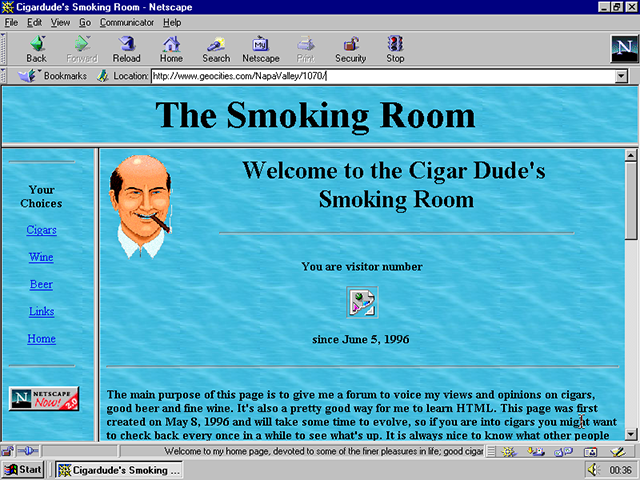 Cigardude's Smoking Room - Netscape
File Edit View Go Communicator Help
Back Forward Reload Home Search Netscape Print Security Stop
Bookmarks Location: http://www.geocities.com/NapaValley/1070/
The Smoking Room
Your
Choices
Cigars
Wine
Beer
Links
Home
NETSCAPE
Now! 3.0
Welcome to the Cigar Dude's
Smoking Room
You are visitor number
since June 5, 1996
The main purpose of this page is to give me a forum to voice my views and opinions on cigars,
good beer and fine wine. It's also a pretty good way for me to learn HTML. This page was first
created on May 8, 1996 and will take some time to evolve, so if you are into cigars you might want
to check back every once in a while to see what's up. It is always nice to know what other people
Welcome to my home page, devoted to some of the finer pleasures in life; good cigar
Start Cigardude's Smoking ... 00:36